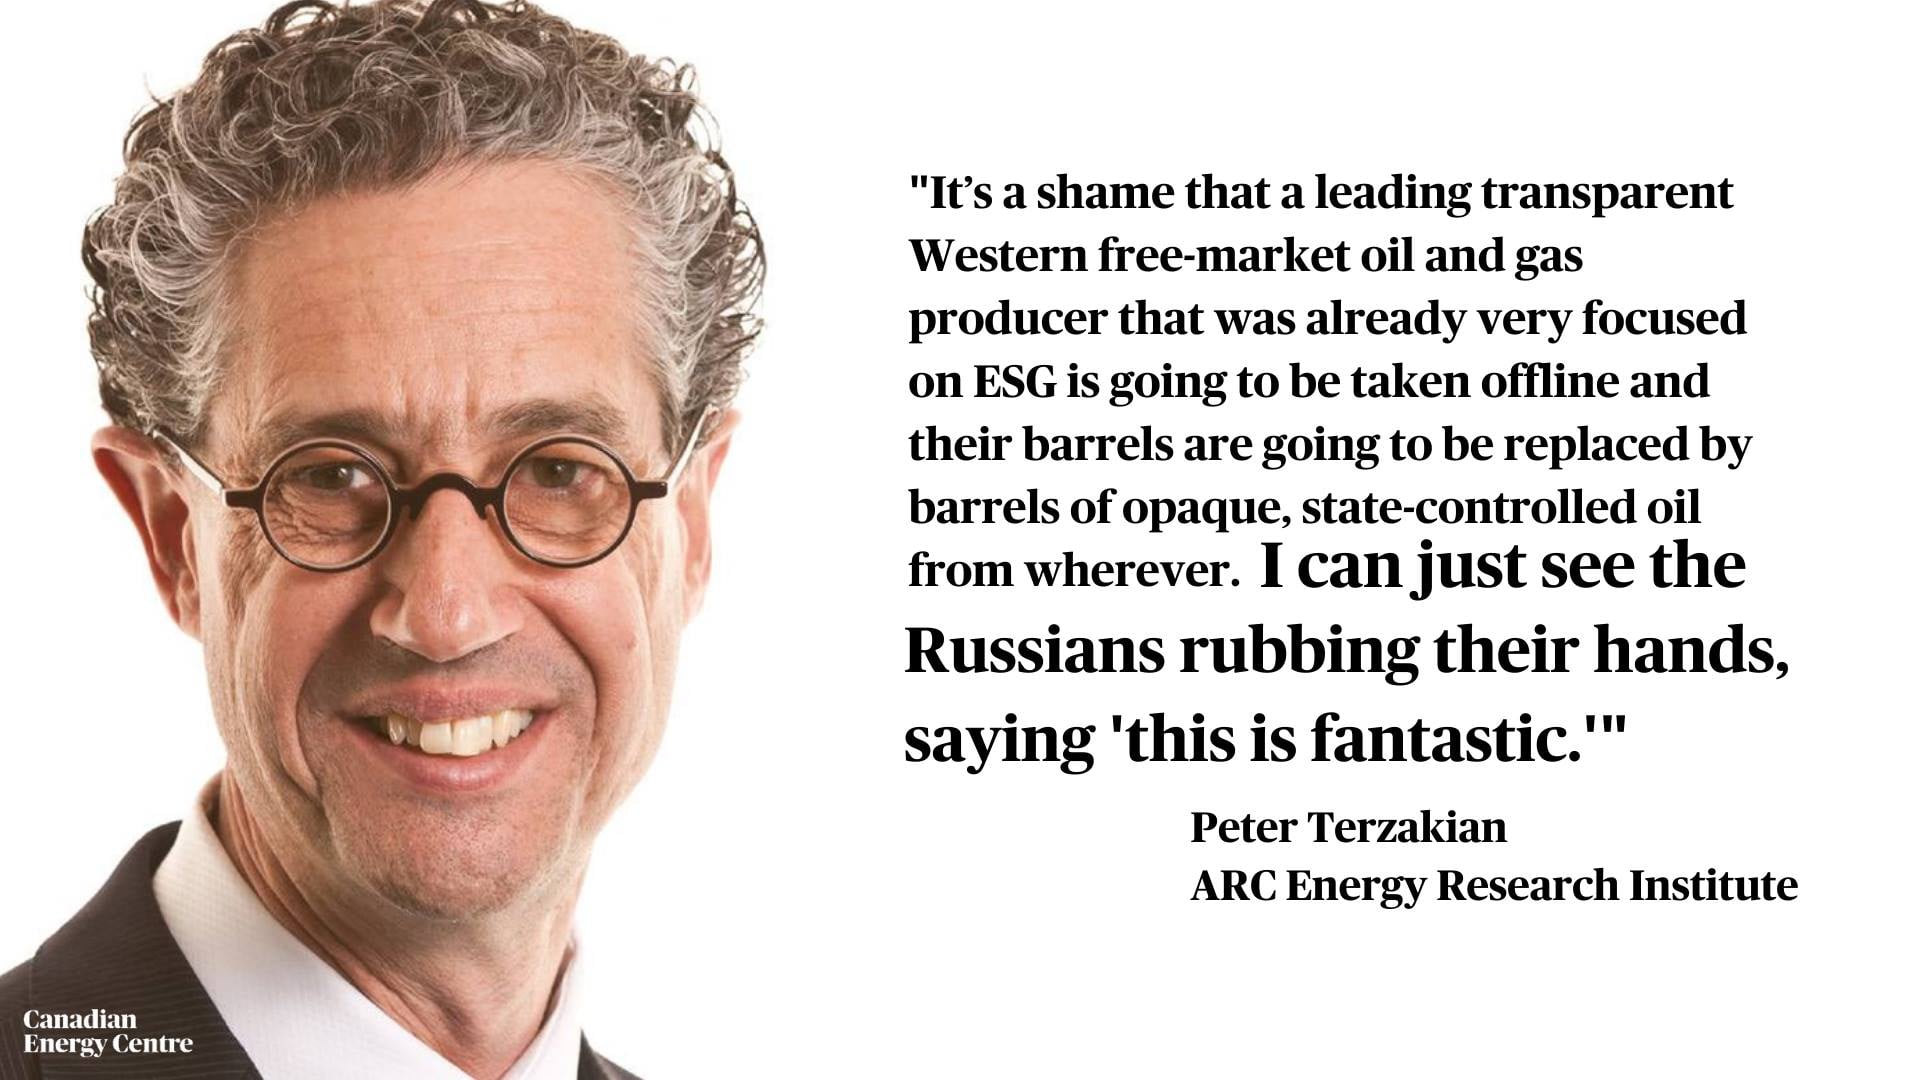 "It’s a shame that a leading transparent
Western free-market oil and gas
producer that was already very focused
on ESG is going to be taken offline and
their barrels are going to be replaced by
barrels of opaque, state-controlled oil
from wherever. I can just see the
Russians rubbing their hands,
saying 'this is fantastic.'"
Peter Terzakian
ARC Energy Research Institute
Canadian
Energy Centre